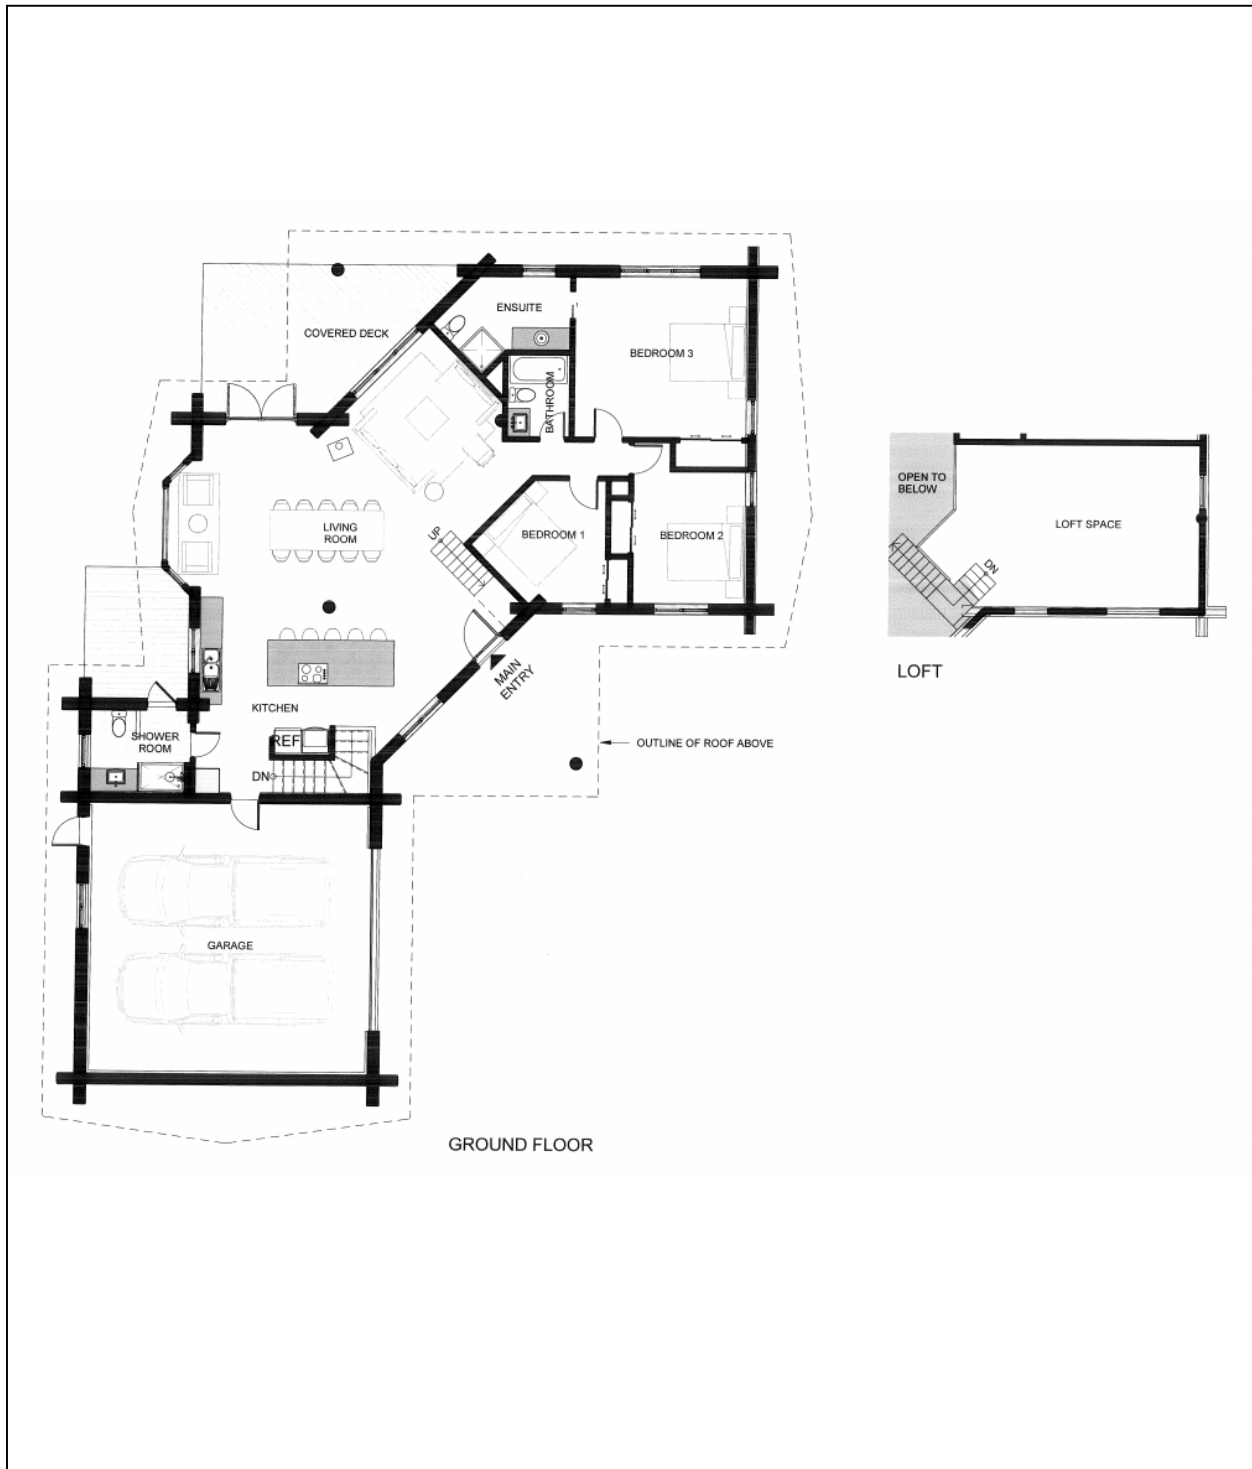 ENSUITE
COVERED DECK
BEDROOM 3
BATHROOM
OPEN TO
BELOW
LOFT SPACE
LIVING
ROOM
UP
BEDROOM 1
BEDROOM 2
DN
LOFT
MAIN
ENTRY
KITCHEN
SHOWER
ROOM
REF
OUTLINE OF ROOF ABOVE
DN
GARAGE
GROUND FLOOR